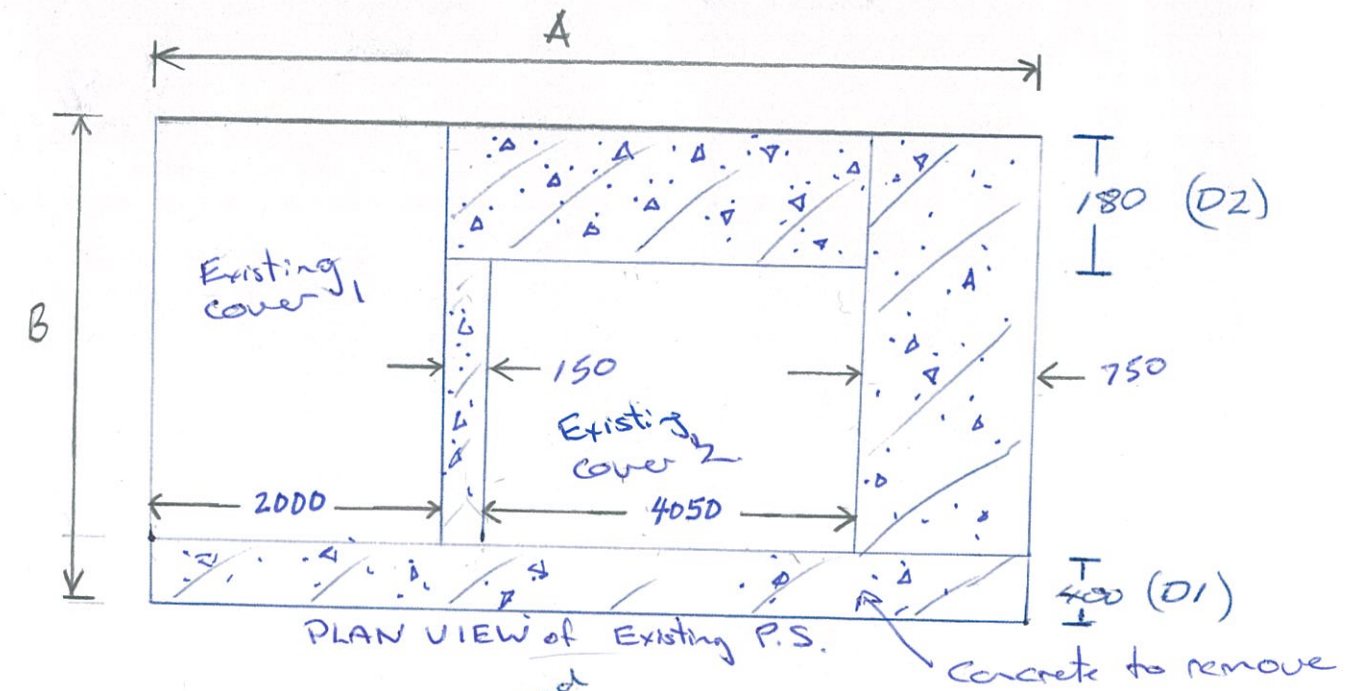 A
B
180 (D2)
Existing
cover 1
150
750
Existing
cover 2
2000
4050
400 (D1)
PLAN VIEW of Existing P.S.
Concrete to remove